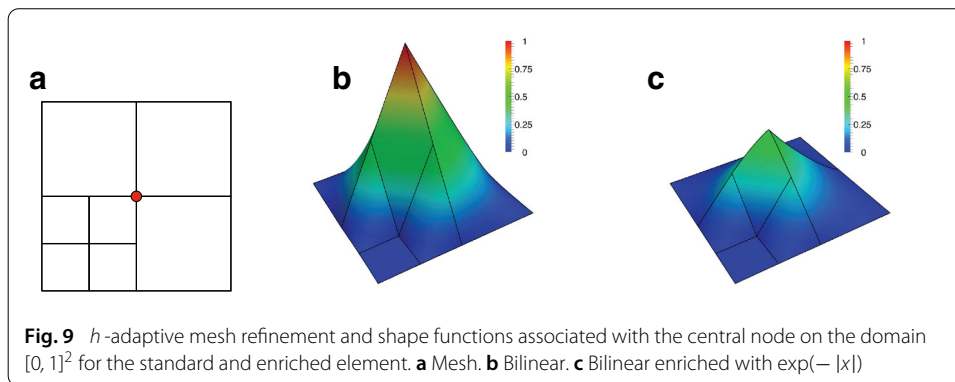 a
b
1
0.75
0.5
0.25
0
c
1
0.75
0.5
0.25
0
Fig. 9 h -adaptive mesh refinement and shape functions associated with the central node on the domain
[0, 1]² for the standard and enriched element. a Mesh. b Bilinear. c Bilinear enriched with exp(− |x|)